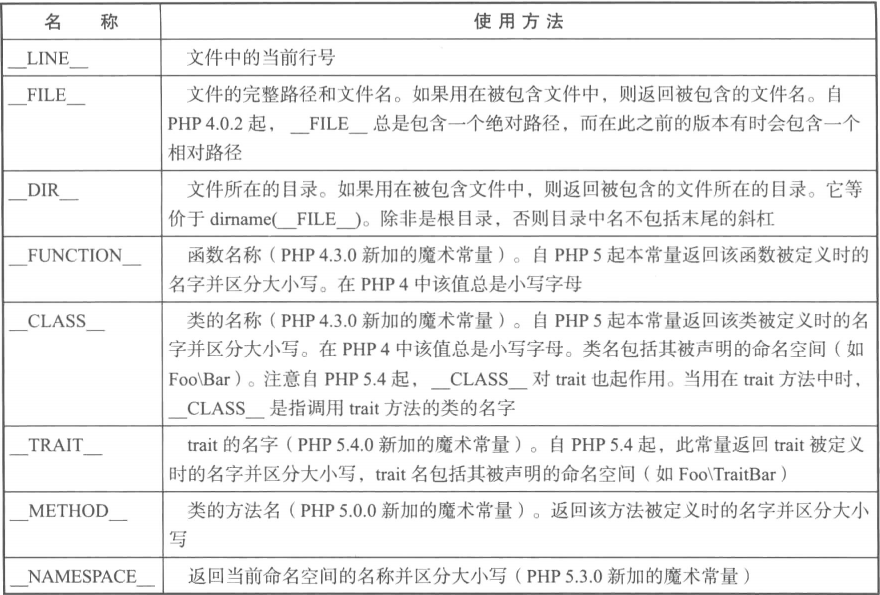 名 称 使用方法
__LINE__ 文件中的当前行号
__FILE__ 文件的完整路径和文件名。如果用在被包含文件中，则返回被包含的文件名。自
PHP 4.0.2 起，__FILE__ 总是包含一个绝对路径，而在此之前的版本有时会包含一个
相对路径
__DIR__ 文件所在的目录。如果用在被包含文件中，则返回被包含的文件所在的目录。它等
价于 dirname(__FILE__)。除非是根目录，否则目录中名不包括末尾的斜杠
__FUNCTION__ 函数名称（PHP 4.3.0 新加的魔术常量）。自 PHP 5 起本常量返回该函数被定义时的
名字并区分大小写。在 PHP 4 中该值总是小写字母
__CLASS__ 类的名称（PHP 4.3.0 新加的魔术常量）。自 PHP 5 起本常量返回该类被定义时的名
字并区分大小写。在 PHP 4 中该值总是小写字母。类名包括其被声明的命名空间（如
Foo\Bar）。注意自 PHP 5.4 起，__CLASS__ 对 trait 也起作用。当用在 trait 方法中时，
__CLASS__ 是指调用 trait 方法的类的名字
__TRAIT__ trait 的名字（PHP 5.4.0 新加的魔术常量）。自 PHP 5.4 起，此常量返回 trait 被定义
时的名字并区分大小写，trait 名包括其被声明的命名空间（如 Foo\TraitBar）
__METHOD__ 类的方法名（PHP 5.0.0 新加的魔术常量）。返回该方法被定义时的名字并区分大小
写
__NAMESPACE__ 返回当前命名空间的名称并区分大小写（PHP 5.3.0 新加的魔术常量）